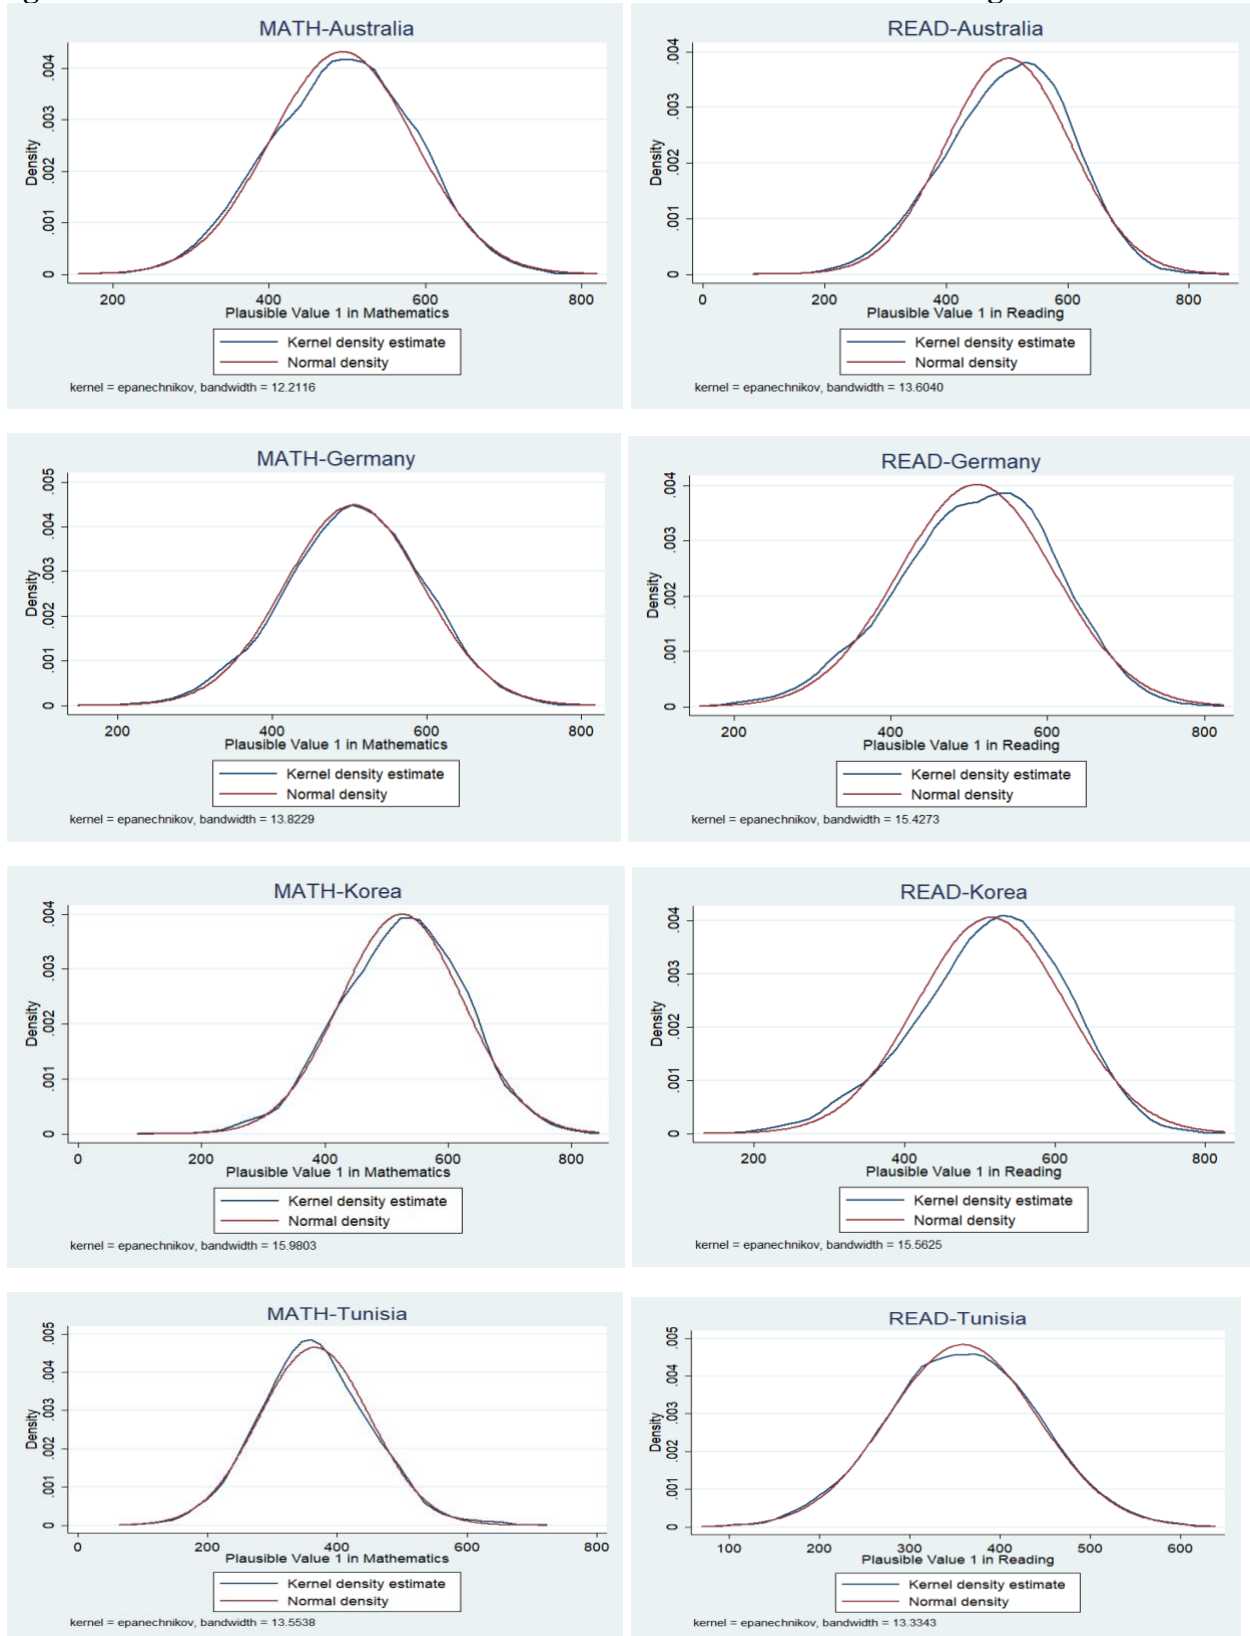 MATH-Australia
Density
.004
.003
.002
.001
0
200 400 600 800
Plausible Value 1 in Mathematics
Kernel density estimate
Normal density
kernel = epanechnikov, bandwidth = 12.2116
READ-Australia
Density
.004
.003
.002
.001
0
0 200 400 600 800
Plausible Value 1 in Reading
Kernel density estimate
Normal density
kernel = epanechnikov, bandwidth = 13.6040
MATH-Germany
Density
.005
.004
.003
.002
.001
0
200 400 600 800
Plausible Value 1 in Mathematics
Kernel density estimate
Normal density
kernel = epanechnikov, bandwidth = 13.8229
READ-Germany
Density
.004
.003
.002
.001
0
200 400 600 800
Plausible Value 1 in Reading
Kernel density estimate
Normal density
kernel = epanechnikov, bandwidth = 15.4273
MATH-Korea
Density
.004
.003
.002
.001
0
0 200 400 600 800
Plausible Value 1 in Mathematics
Kernel density estimate
Normal density
kernel = epanechnikov, bandwidth = 15.9803
READ-Korea
Density
.004
.003
.002
.001
0
200 400 600 800
Plausible Value 1 in Reading
Kernel density estimate
Normal density
kernel = epanechnikov, bandwidth = 15.5625
MATH-Tunisia
Density
.005
.004
.003
.002
.001
0
0 200 400 600 800
Plausible Value 1 in Mathematics
Kernel density estimate
Normal density
kernel = epanechnikov, bandwidth = 13.5538
READ-Tunisia
Density
.005
.004
.003
.002
.001
0
100 200 300 400 500 600
Plausible Value 1 in Reading
Kernel density estimate
Normal density
kernel = epanechnikov, bandwidth = 13.3343